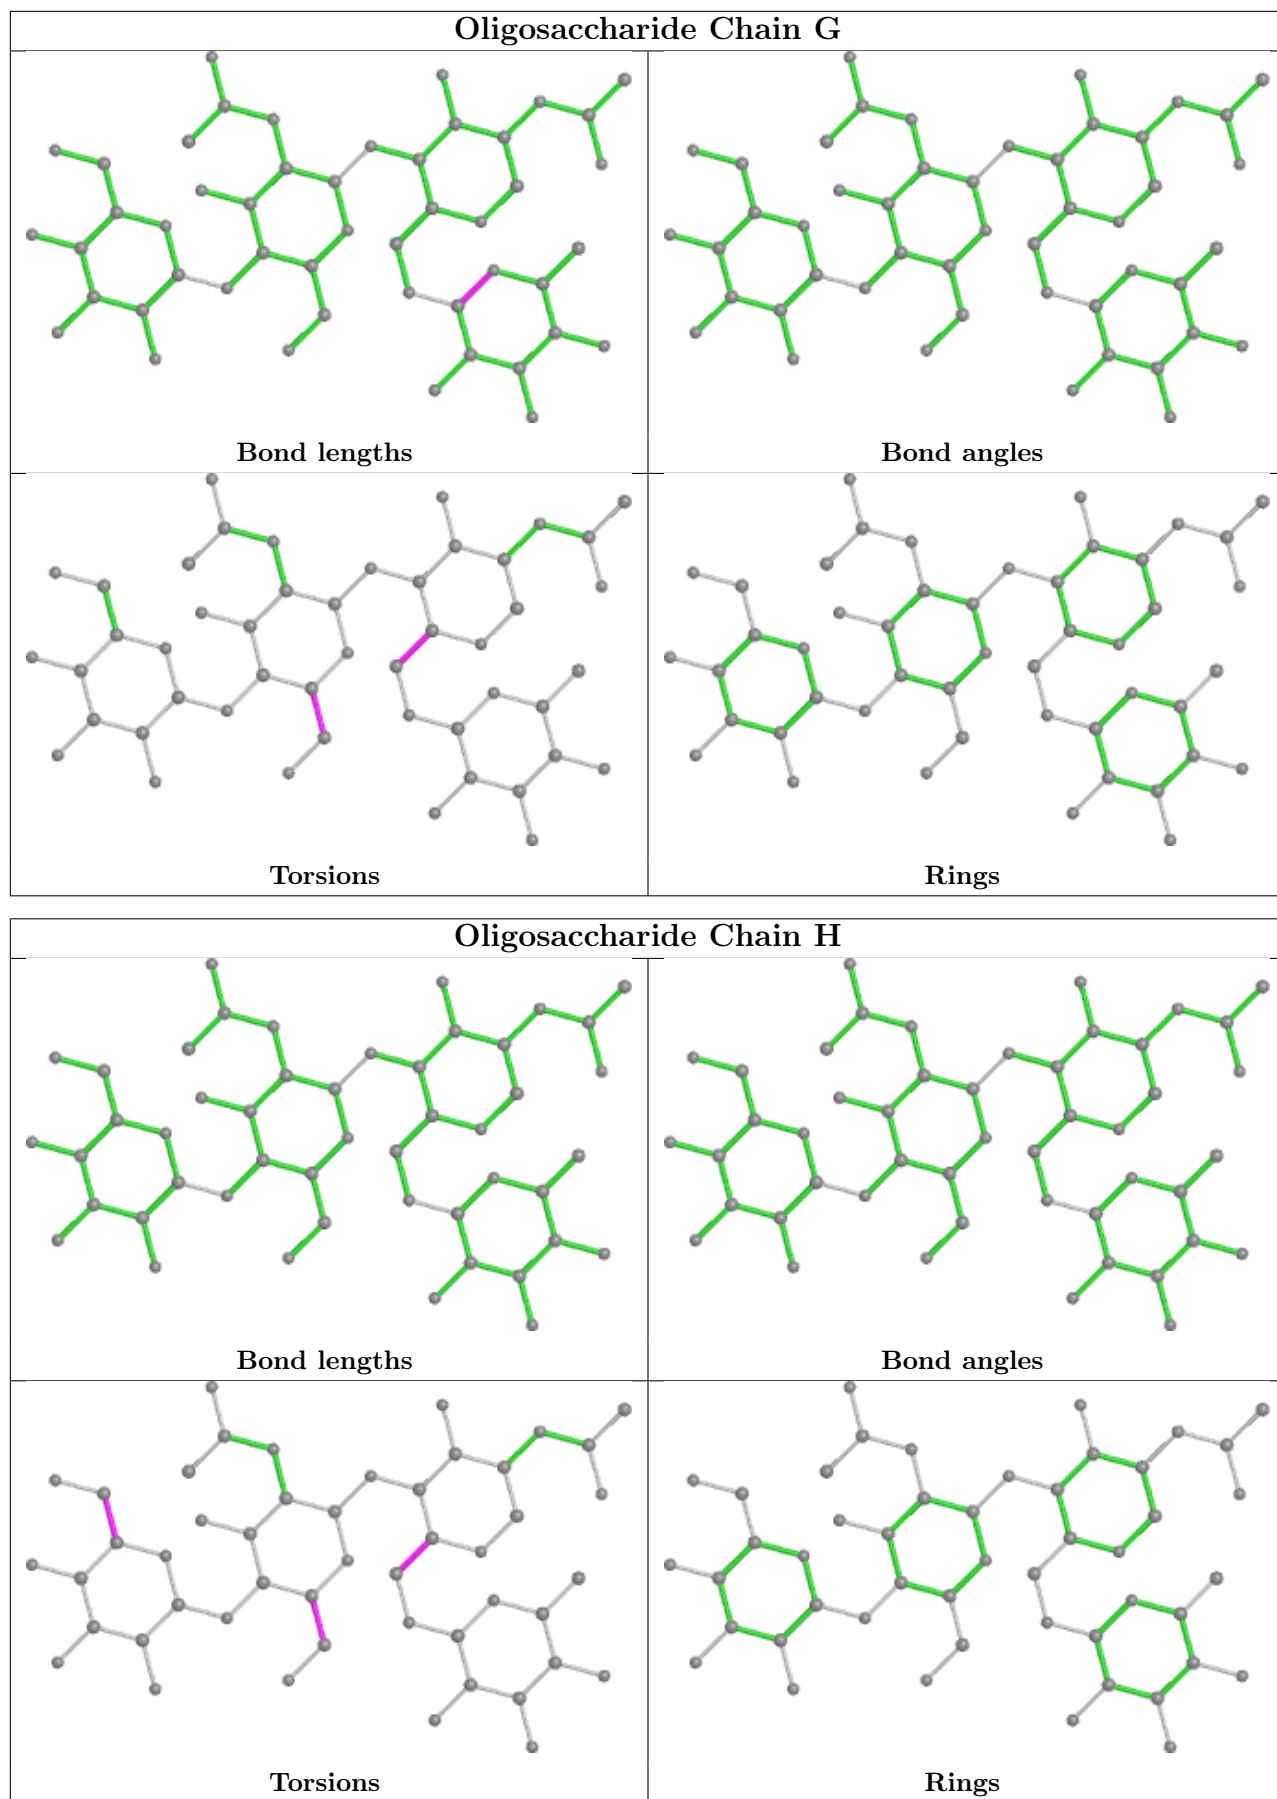 Oligosaccharide Chain G
Bond lengths
Bond angles
Torsions
Rings
Oligosaccharide Chain H
Bond lengths
Bond angles
Torsions
Rings